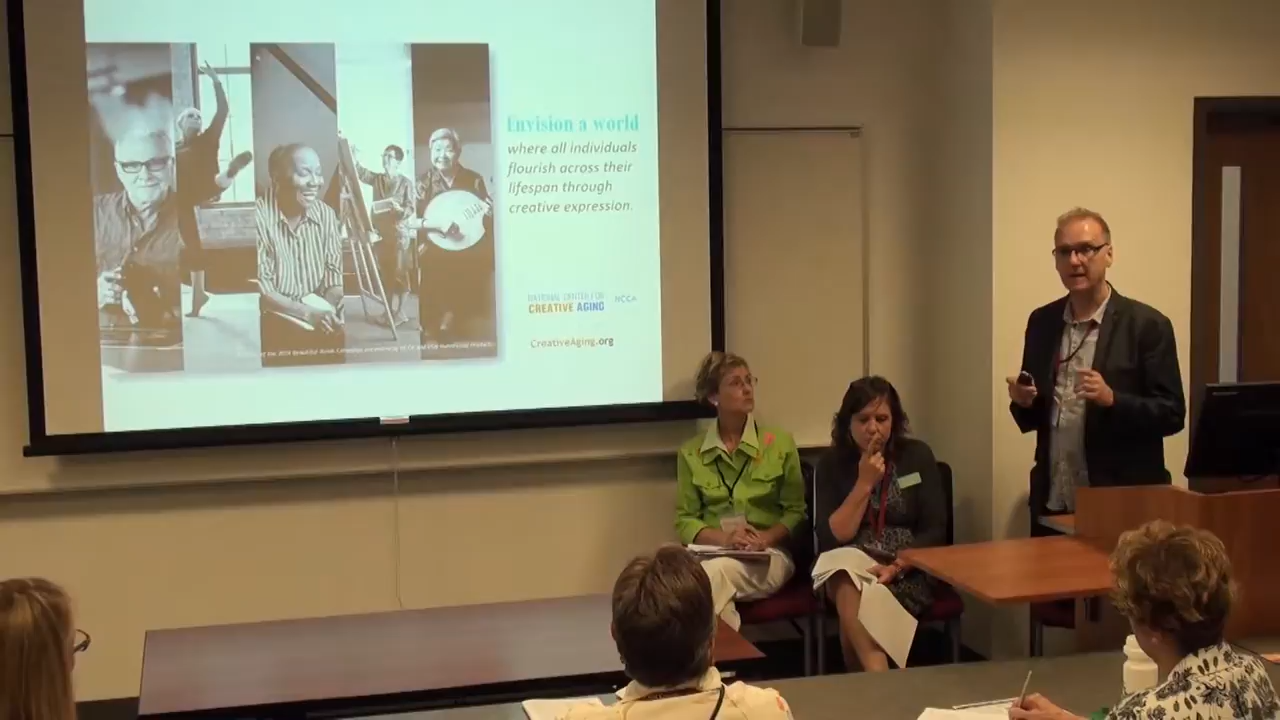 Envision a world
where all individuals
flourish across their
lifespan through
creative expression.
NATIONAL CENTER FOR
CREATIVE AGING
NCCA
CreativeAging.org